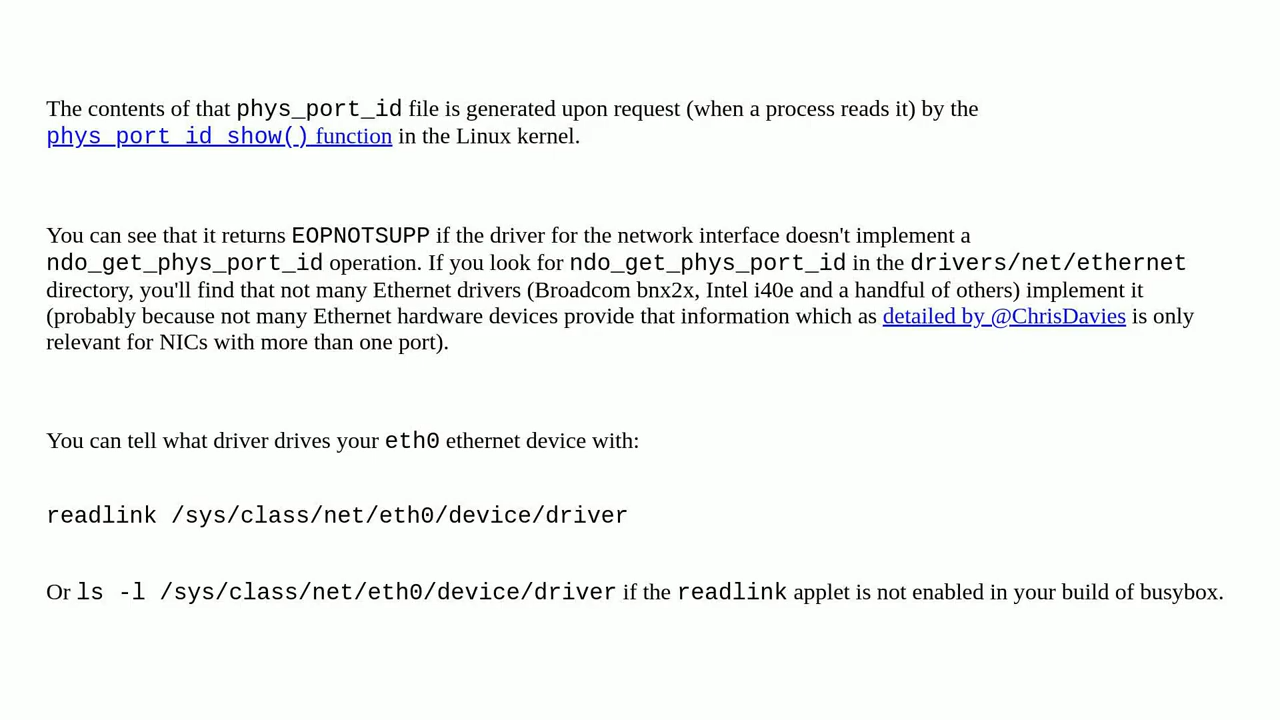 The contents of that phys_port_id file is generated upon request (when a process reads it) by the
phys_port_id_show() function in the Linux kernel.
You can see that it returns EOPNOTSUPP if the driver for the network interface doesn't implement a
ndo_get_phys_port_id operation. If you look for ndo_get_phys_port_id in the drivers/net/ethernet
directory, you'll find that not many Ethernet drivers (Broadcom bnx2x, Intel i40e and a handful of others) implement it
(probably because not many Ethernet hardware devices provide that information which as detailed by @ChrisDavies is only
relevant for NICs with more than one port).
You can tell what driver drives your eth0 ethernet device with:
readlink /sys/class/net/eth0/device/driver
Or ls -l /sys/class/net/eth0/device/driver if the readlink applet is not enabled in your build of busybox.